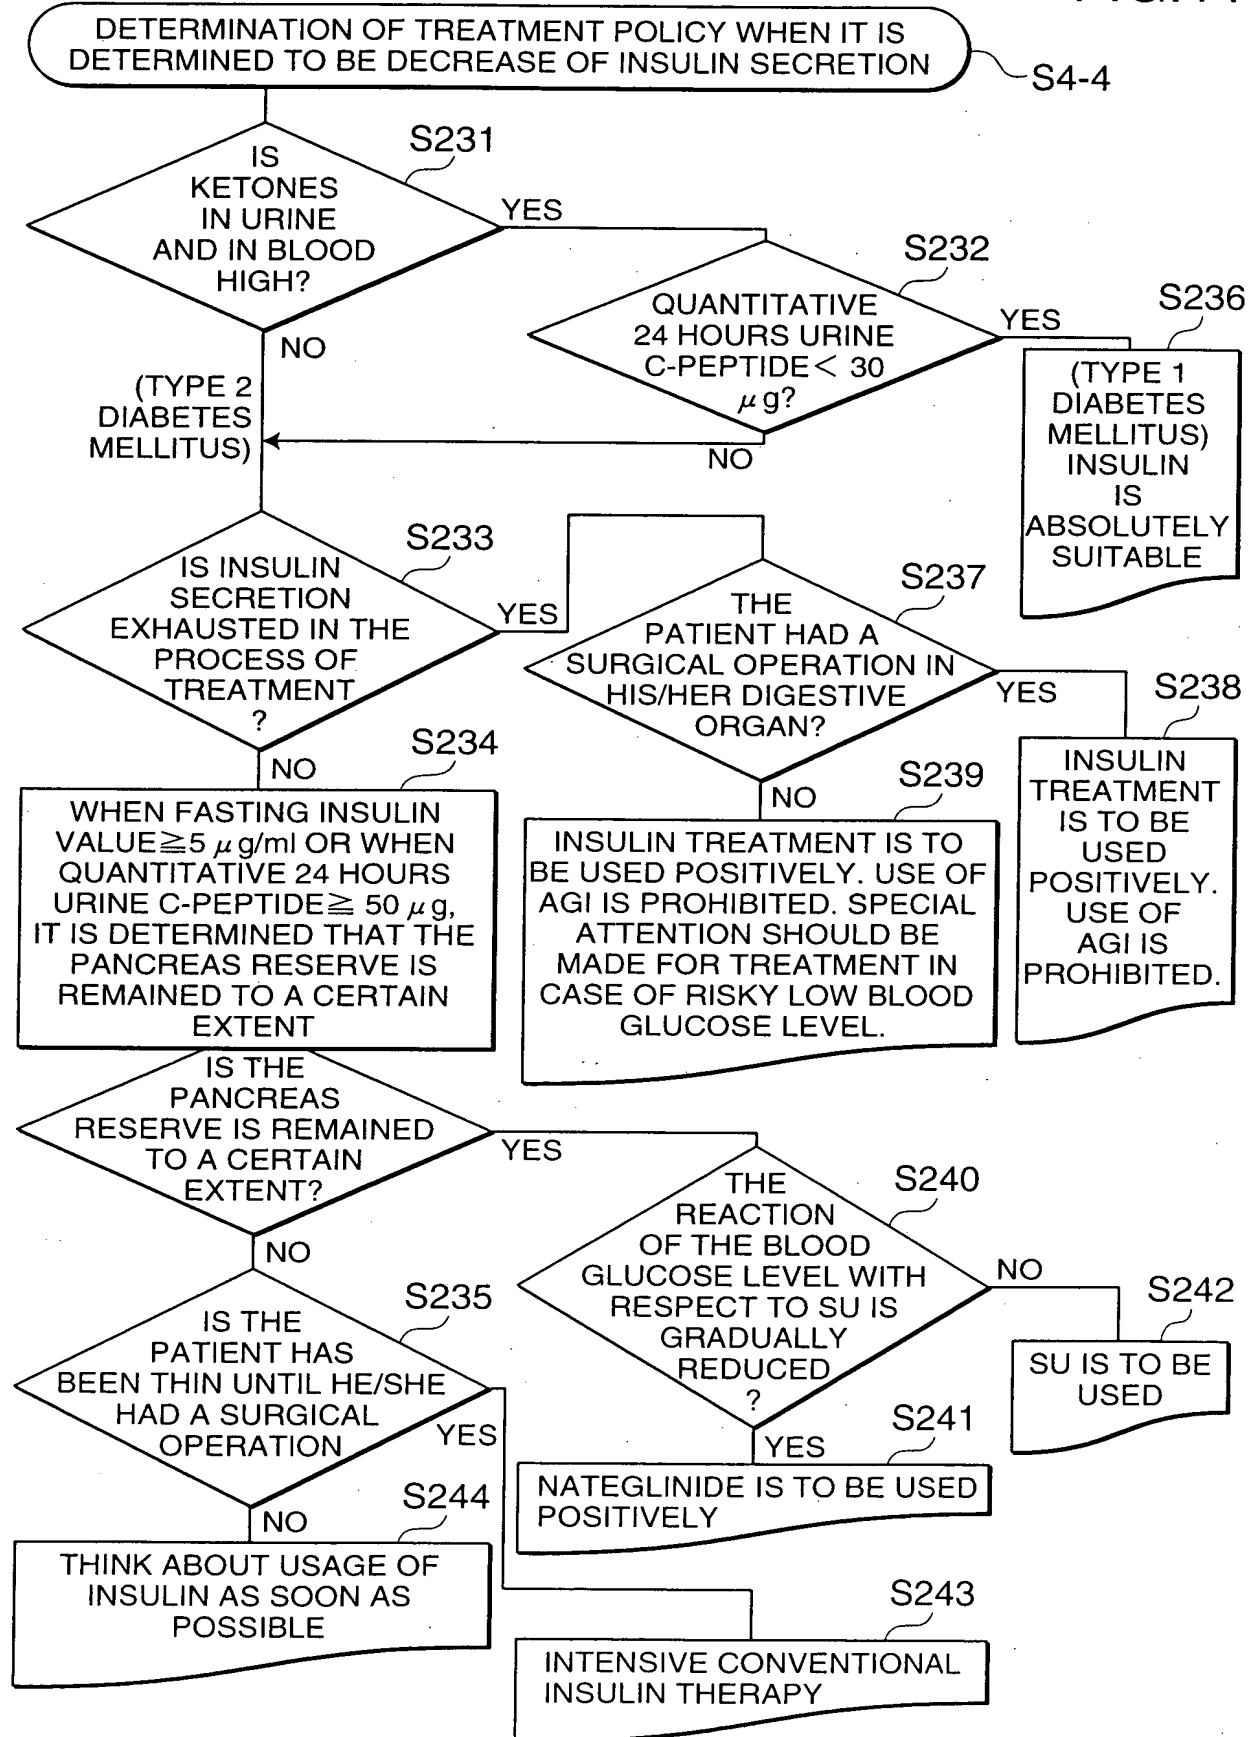 DETERMINATION OF TREATMENT POLICY WHEN IT IS
DETERMINED TO BE DECREASE OF INSULIN SECRETION
S4-4
S231
IS
KETONES
IN URINE
AND IN BLOOD
HIGH?
YES
NO
S232
QUANTITATIVE
24 HOURS URINE
C-PEPTIDE< 30
μg?
YES
NO
S236
(TYPE 1
DIABETES
MELLITUS)
INSULIN
IS
ABSOLUTELY
SUITABLE
(TYPE 2
DIABETES
MELLITUS)
S233
IS INSULIN
SECRETION
EXHAUSTED IN THE
PROCESS OF
TREATMENT
?
YES
NO
S237
THE
PATIENT HAD A
SURGICAL OPERATION IN
HIS/HER DIGESTIVE
ORGAN?
YES
NO
S238
INSULIN
TREATMENT
IS TO BE
USED
POSITIVELY.
USE OF
AGI IS
PROHIBITED.
S234
WHEN FASTING INSULIN
VALUE≧5 μg/ml OR WHEN
QUANTITATIVE 24 HOURS
URINE C-PEPTIDE≧ 50 μg,
IT IS DETERMINED THAT THE
PANCREAS RESERVE IS
REMAINED TO A CERTAIN
EXTENT
S239
INSULIN TREATMENT IS TO
BE USED POSITIVELY. USE OF
AGI IS PROHIBITED. SPECIAL
ATTENTION SHOULD BE
MADE FOR TREATMENT IN
CASE OF RISKY LOW BLOOD
GLUCOSE LEVEL.
IS THE
PANCREAS
RESERVE IS REMAINED
TO A CERTAIN
EXTENT?
YES
NO
S240
THE
REACTION
OF THE BLOOD
GLUCOSE LEVEL WITH
RESPECT TO SU IS
GRADUALLY
REDUCED
?
NO
YES
S242
SU IS TO BE
USED
S235
IS THE
PATIENT HAS
BEEN THIN UNTIL HE/SHE
HAD A SURGICAL
OPERATION
YES
NO
S241
NATEGLINIDE IS TO BE USED
POSITIVELY
S244
THINK ABOUT USAGE OF
INSULIN AS SOON AS
POSSIBLE
S243
INTENSIVE CONVENTIONAL
INSULIN THERAPY